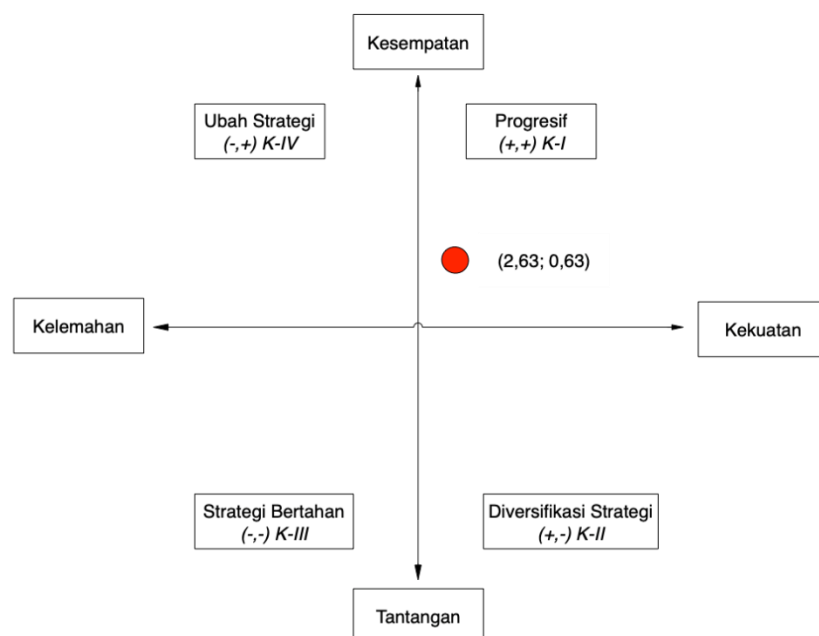 Kesempatan
Ubah Strategi
(-,+) K-IV
Progresif
(+,+) K-I
(2,63; 0,63)
Kelemahan
Kekuatan
Strategi Bertahan
(-,-) K-III
Diversifikasi Strategi
(+,-) K-II
Tantangan